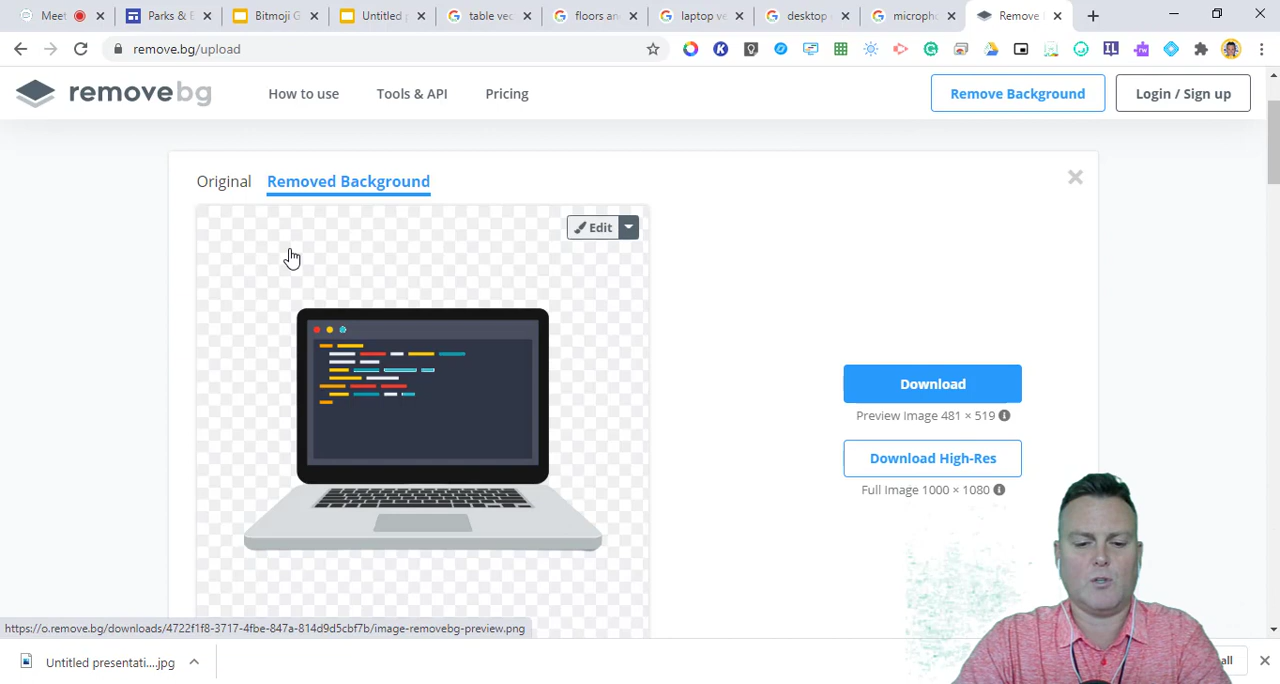 Meet
Parks & E
Bitmoji G
Untitled
table vec
floors an
laptop ve
desktop
microph
Remove
remove.bg/upload
removebg
How to use
Tools & API
Pricing
Remove Background
Login / Sign up
Original
Removed Background
Edit
Download
Preview Image 481 × 519
Download High-Res
Full Image 1000 × 1080
https://o.remove.bg/downloads/4722f1f8-3717-4fbe-847a-814d9d5cbf7b/image-removebg-preview.png
Untitled presentati....jpg
all